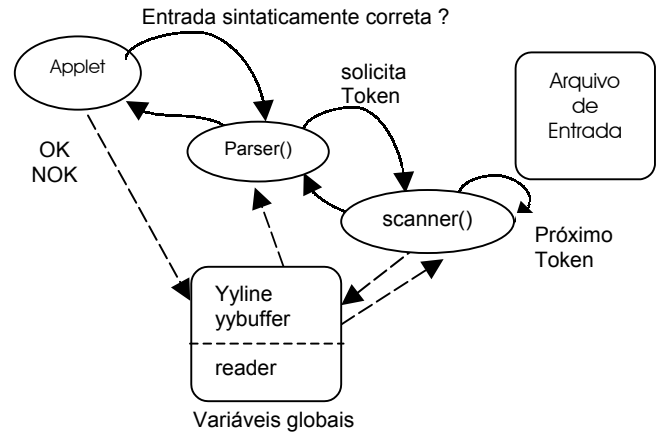 Entrada sintaticamente correta ?
Applet
solicita
Token
Arquivo
de
Entrada
OK
NOK
Parser()
scanner()
Próximo
Token
Yyline
yybuffer
reader
Variáveis globais